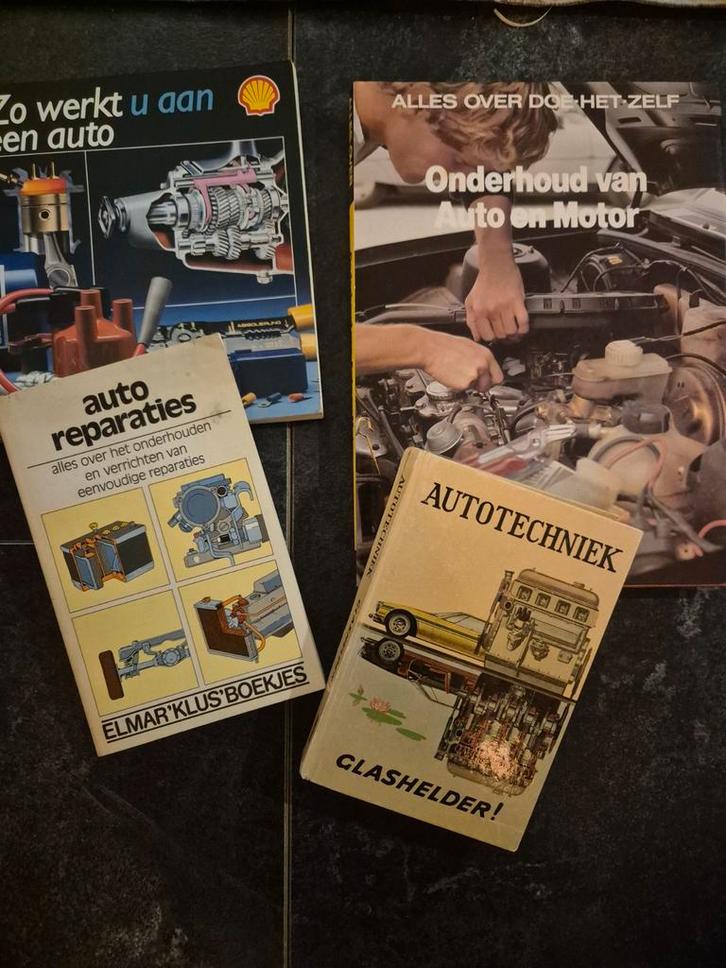 Zo werkt u aan
een auto
ALLES OVER DOE-HET-ZELF
Onderhoud van
Auto en Motor
auto
reparaties
alles over het onderhouden
en verrichten van
eenvoudige reparaties
ELMAR'KLUS'BOEKJES
AUTOTECHNIEK
AUTOTECHNIEK
GLASHELDER!